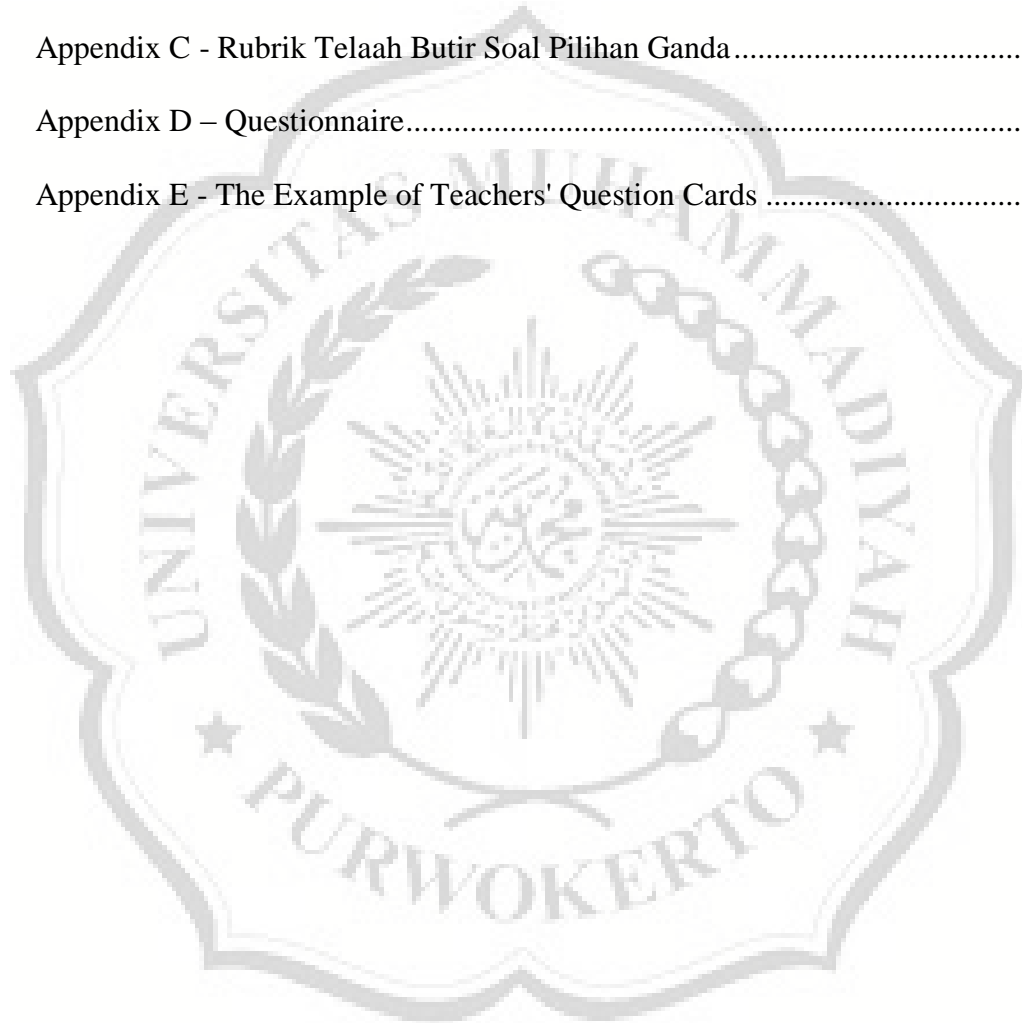 Appendix C - Rubrik Telaah Butir Soal Pilihan Ganda.................................
Appendix D – Questionnaire..........................................................................
Appendix E - The Example of Teachers' Question Cards ................................
UNIVERSITAS MUHAMMADIYAH
PURWOKERTO